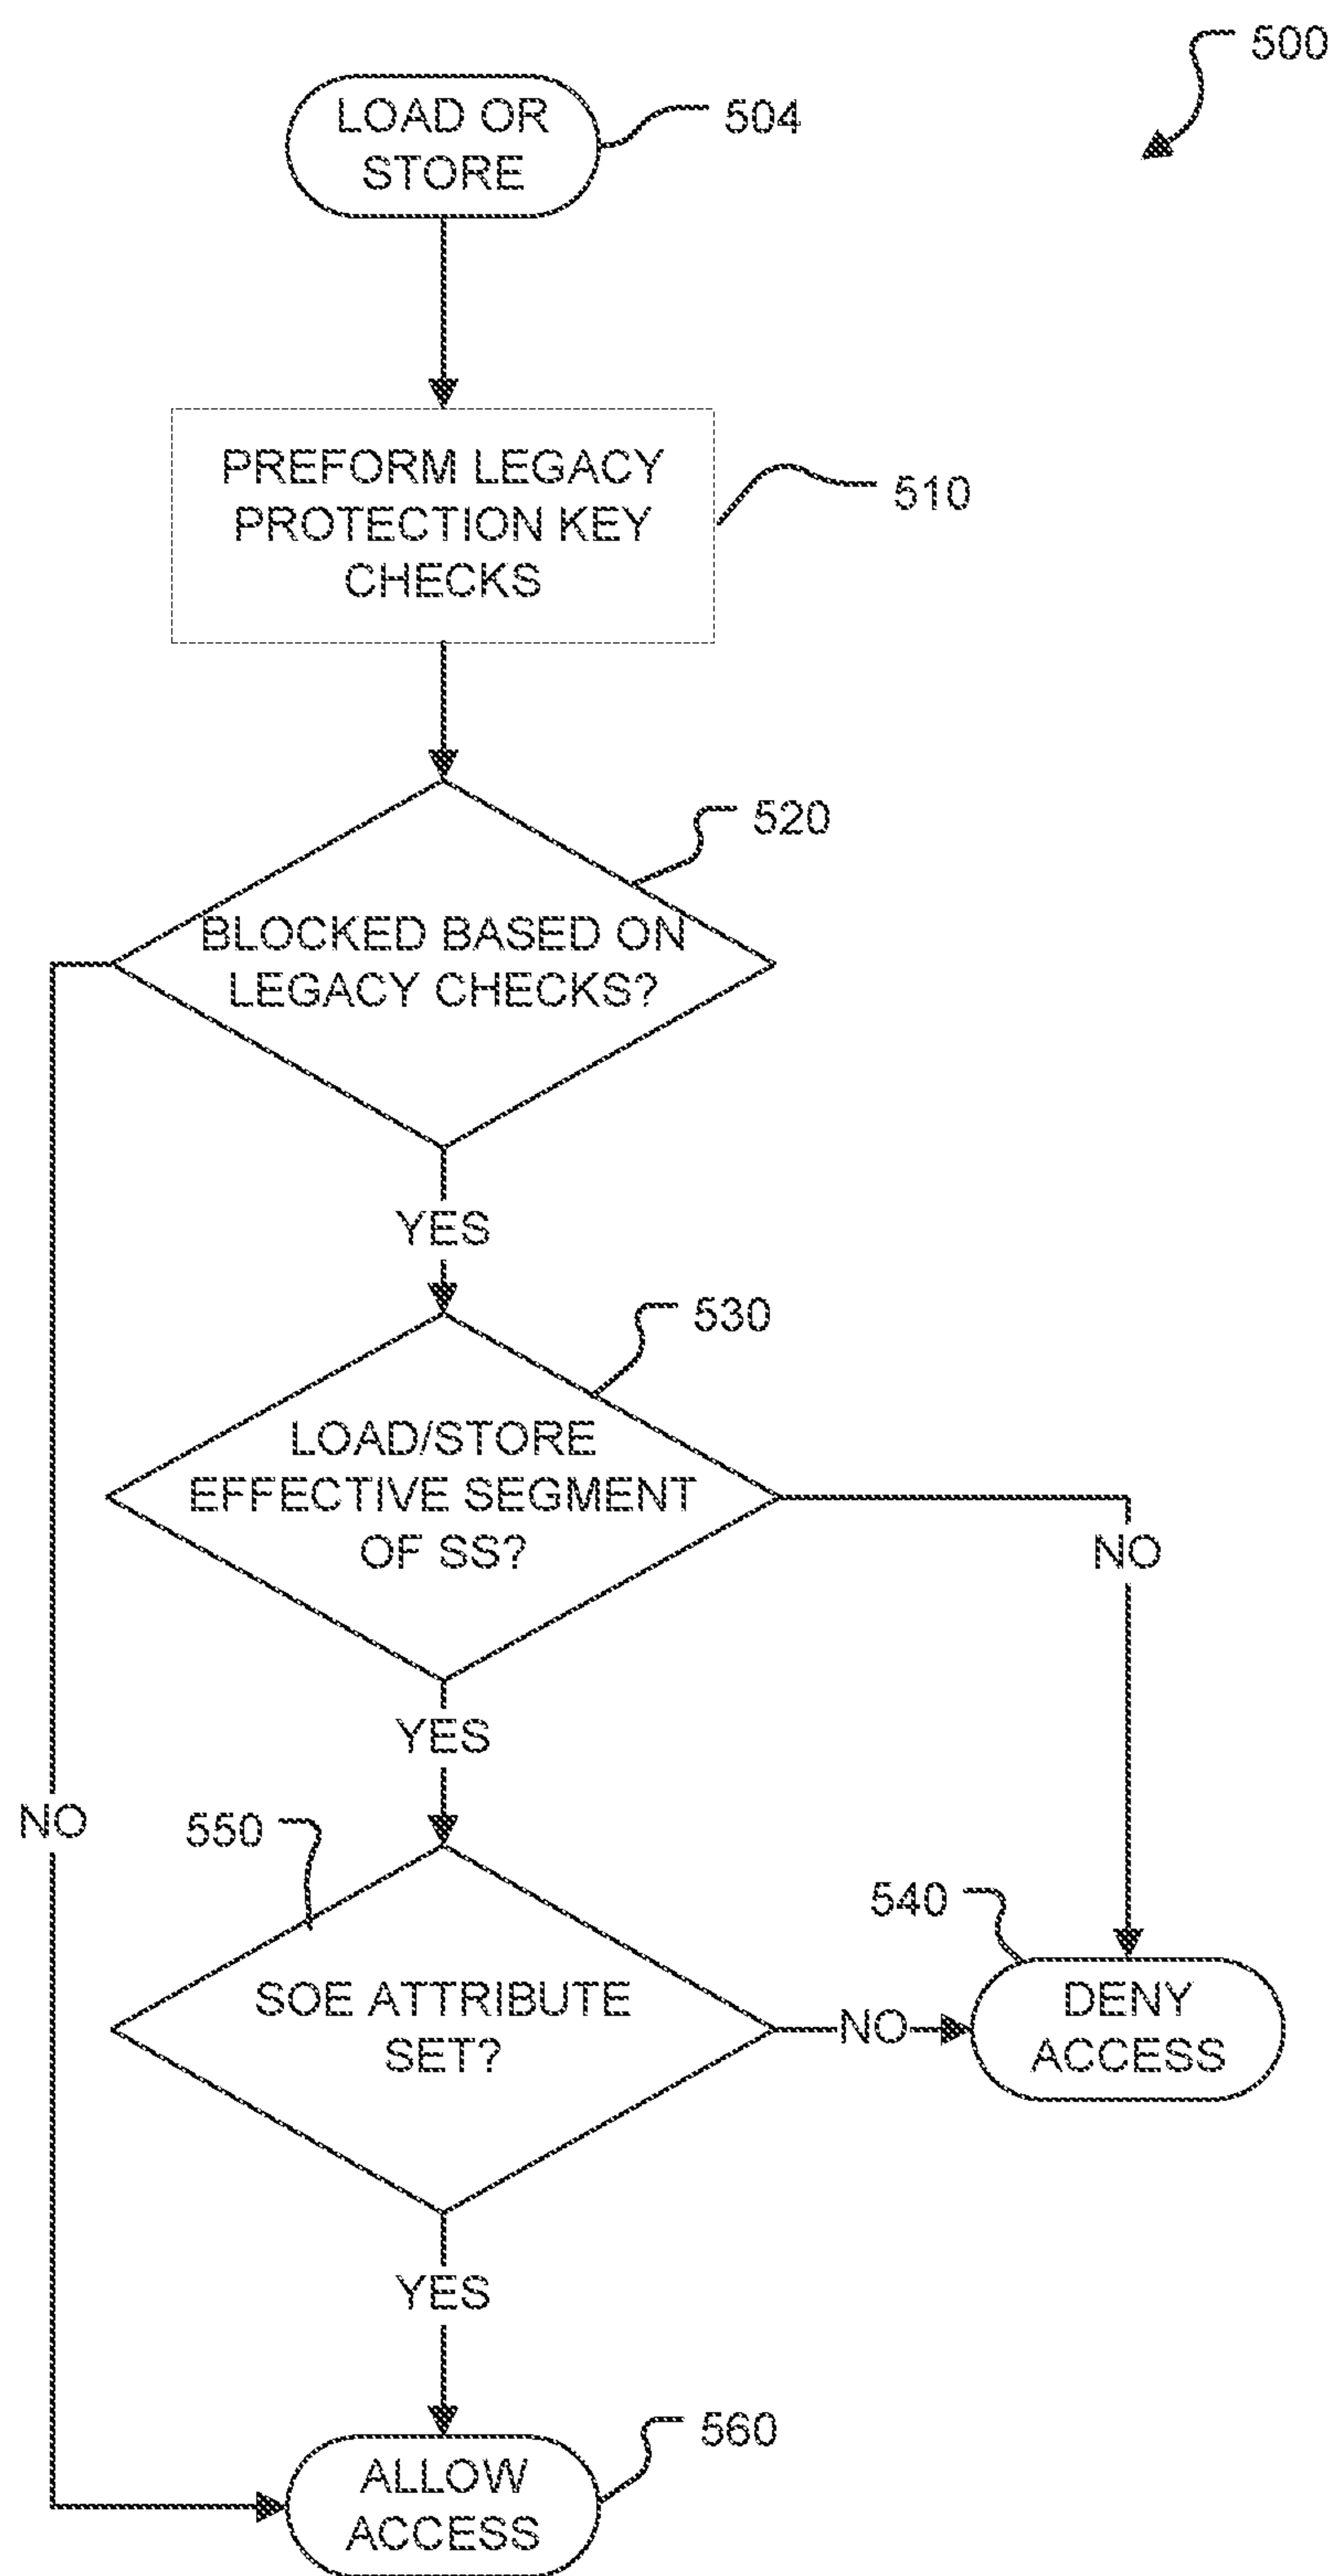 500
LOAD OR
STORE
504
PREFORM LEGACY
PROTECTION KEY
CHECKS
510
520
BLOCKED BASED ON
LEGACY CHECKS?
YES
530
LOAD/STORE
EFFECTIVE SEGMENT
OF SS?
NO
YES
NO
550
540
SOE ATTRIBUTE
SET?
NO
DENY
ACCESS
YES
560
ALLOW
ACCESS